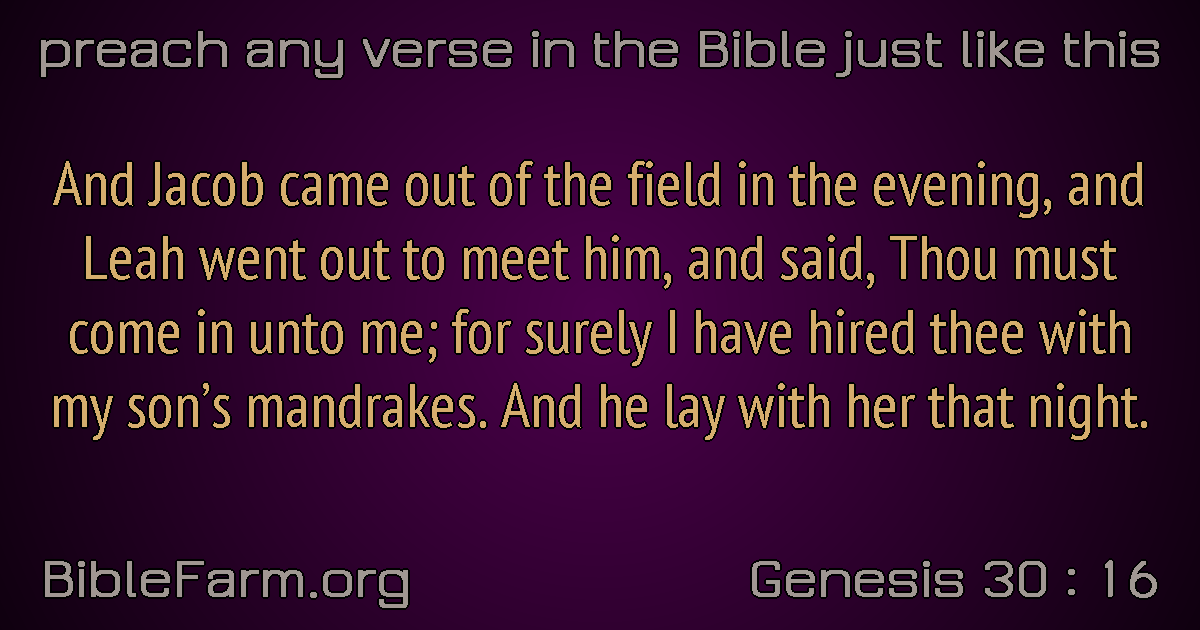 preach any verse in the Bible just like this
And Jacob came out of the field in the evening, and
Leah went out to meet him, and said, Thou must
come in unto me; for surely I have hired thee with
my son’s mandrakes. And he lay with her that night.
BibleFarm.org
Genesis 30 : 16